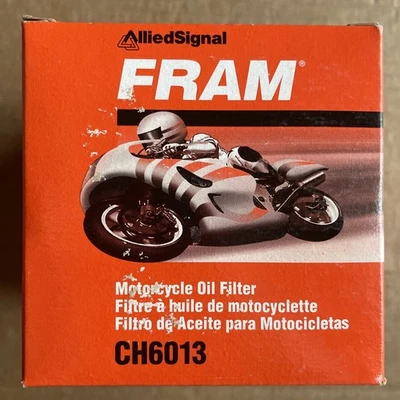 AlliedSignal
FRAM®
Motorcycle Oil Filter
Filtre à huile de motocyclette
Filtro de Aceite para Motocicletas
CH6013